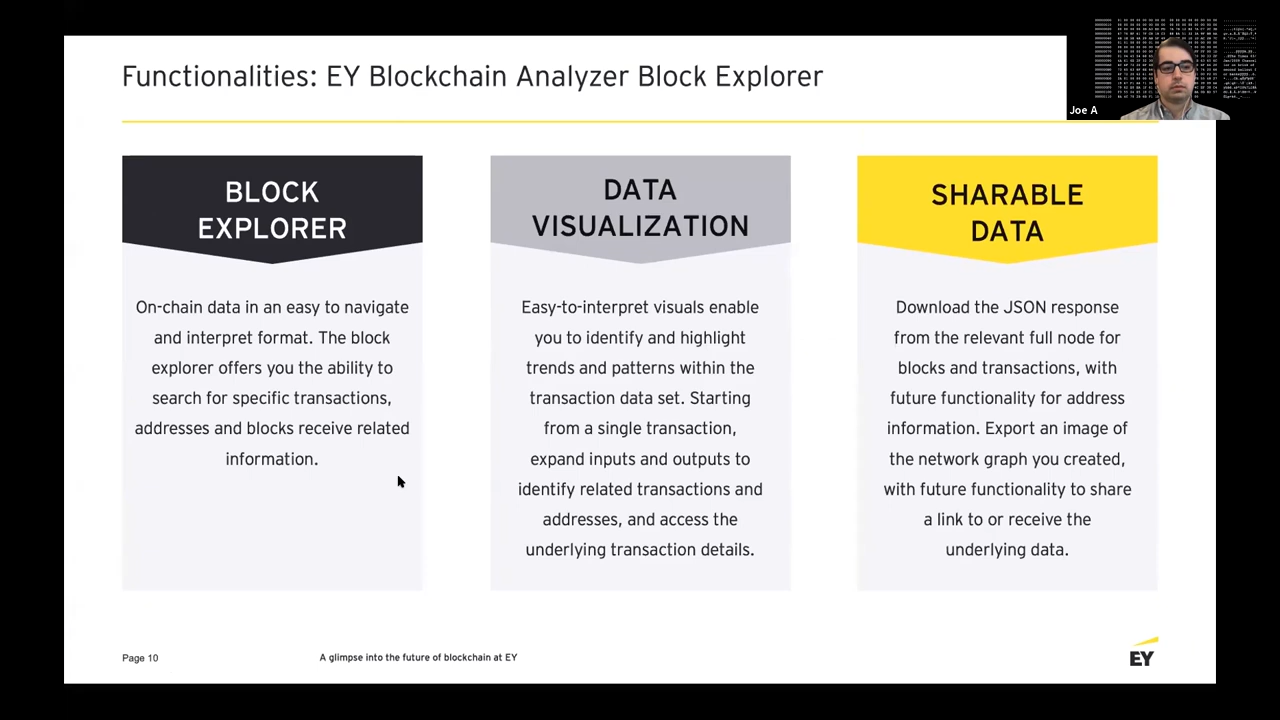 Functionalities: EY Blockchain Analyzer Block Explorer
Joe A
BLOCK
EXPLORER
On-chain data in an easy to navigate
and interpret format. The block
explorer offers you the ability to
search for specific transactions,
addresses and blocks receive related
information.
DATA
VISUALIZATION
Easy-to-interpret visuals enable
you to identify and highlight
trends and patterns within the
transaction data set. Starting
from a single transaction,
expand inputs and outputs to
identify related transactions and
addresses, and access the
underlying transaction details.
SHARABLE
DATA
Download the JSON response
from the relevant full node for
blocks and transactions, with
future functionality for address
information. Export an image of
the network graph you created,
with future functionality to share
a link to or receive the
underlying data.
Page 10
A glimpse into the future of blockchain at EY
EY